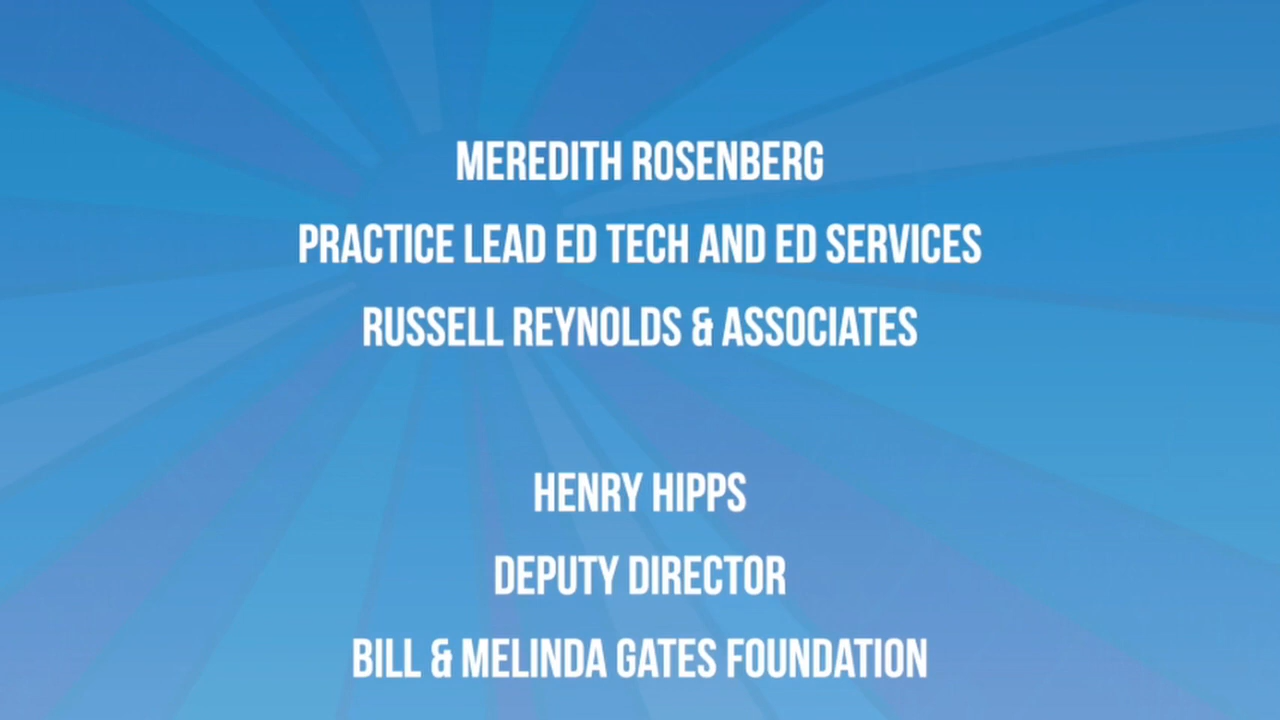 MEREDITH ROSENBERG
PRACTICE LEAD ED TECH AND ED SERVICES
RUSSELL REYNOLDS & ASSOCIATES
HENRY HIPPS
DEPUTY DIRECTOR
BILL & MELINDA GATES FOUNDATION